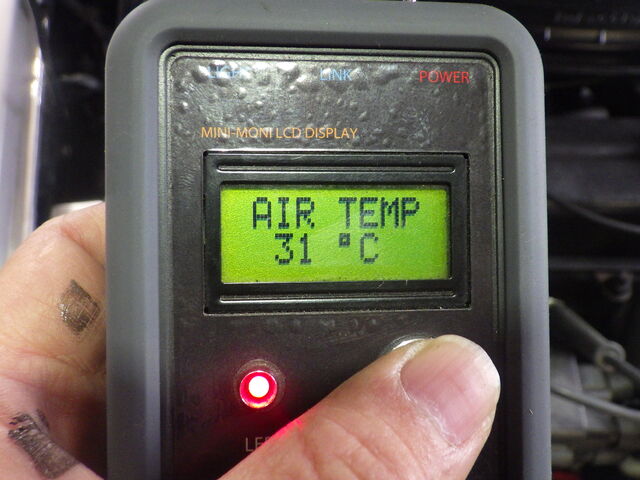 LINK
POWER
MINI-MONI LCD DISPLAY
AIR TEMP
31 °C